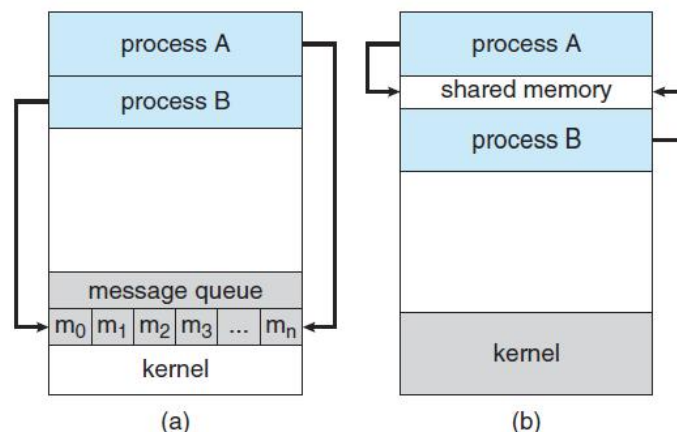 process A
process B
message queue
m0 m1 m2 m3 ... mn
kernel
(a)
process A
shared memory
process B
kernel
(b)